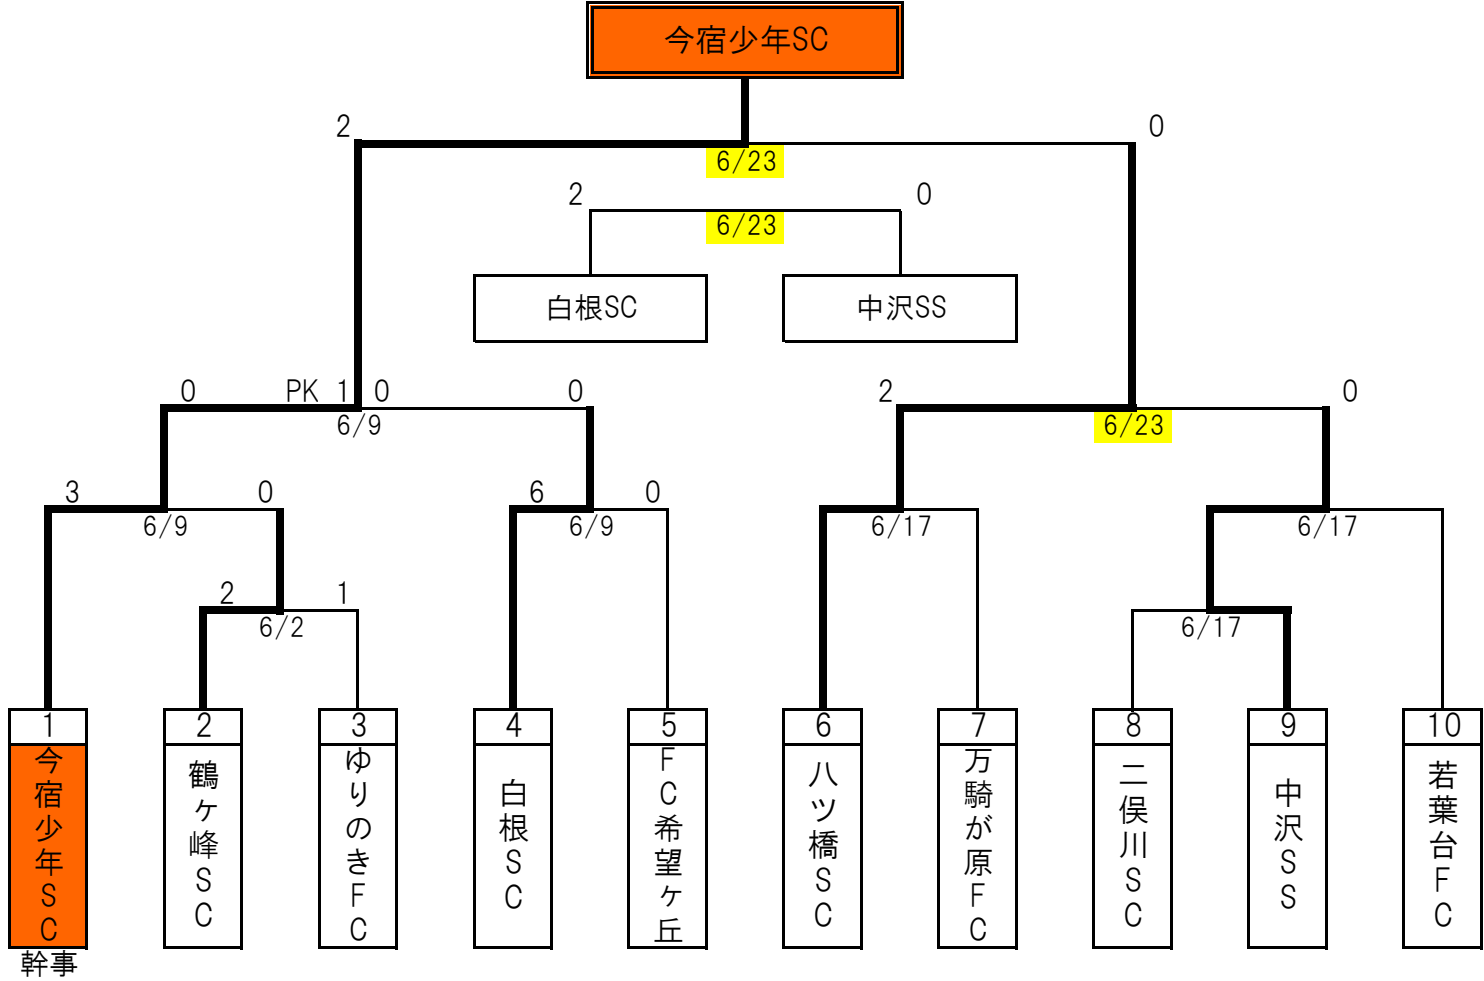 今宿少年SC
2 0
6/23
2 0
6/23
白根SC 中沢SS
0 PK 1 0 0 2 0
6/9 6/23
3 0 6 0
6/9 6/9 6/17 6/17
2 1
6/2 6/17
1 2 3 4 5 6 7 8 9 10
今宿少年SC
鶴ヶ峰SC
ゆりのきFC
白根SC
FC希望ヶ丘
八ツ橋SC
万騎が原FC
二俣川SC
中沢SS
若葉台FC
幹事